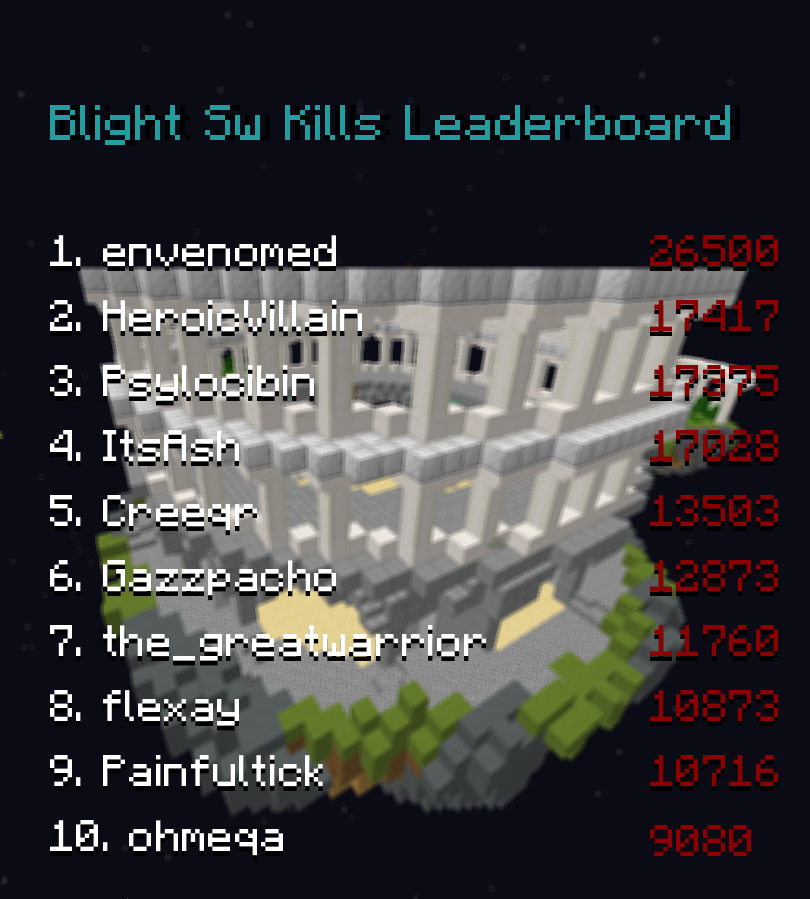 Blight Sw Kills Leaderboard
1. envenomed 26500
2. HeroicVillain 17417
3. Psylocibin 17375
4. ItsAsh 17028
5. Creeqr 13503
6. Gazzpacho 12873
7. the_greatwarrior 11760
8. flexay 10873
9. Painfultick 10716
10. ohmeqa 9080